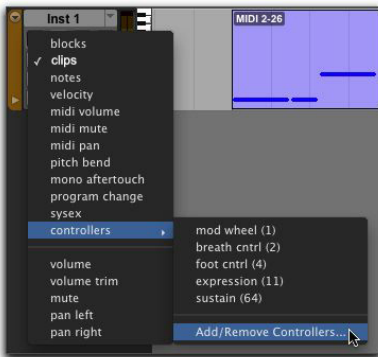 Inst 1
MIDI 2-26
blocks
✓ clips
notes
velocity
midi volume
midi mute
midi pan
pitch bend
mono aftertouch
program change
sysex
controllers
mod wheel (1)
breath cntrl (2)
foot cntrl (4)
expression (11)
sustain (64)
Add/Remove Controllers...
volume
volume trim
mute
pan left
pan right